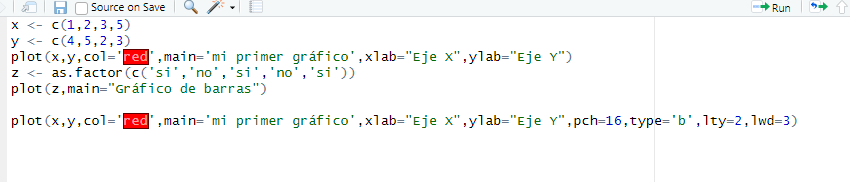 Source on Save
Run
x <- c(1,2,3,5)
y <- c(4,5,2,3)
plot(x,y,col='red',main='mi primer gráfico',xlab="Eje X",ylab="Eje Y")
z <- as.factor(c('si','no','si','no','si'))
plot(z,main="Gráfico de barras")
plot(x,y,col='red',main='mi primer gráfico',xlab="Eje X",ylab="Eje Y",pch=16,type='b',lty=2,lwd=3)